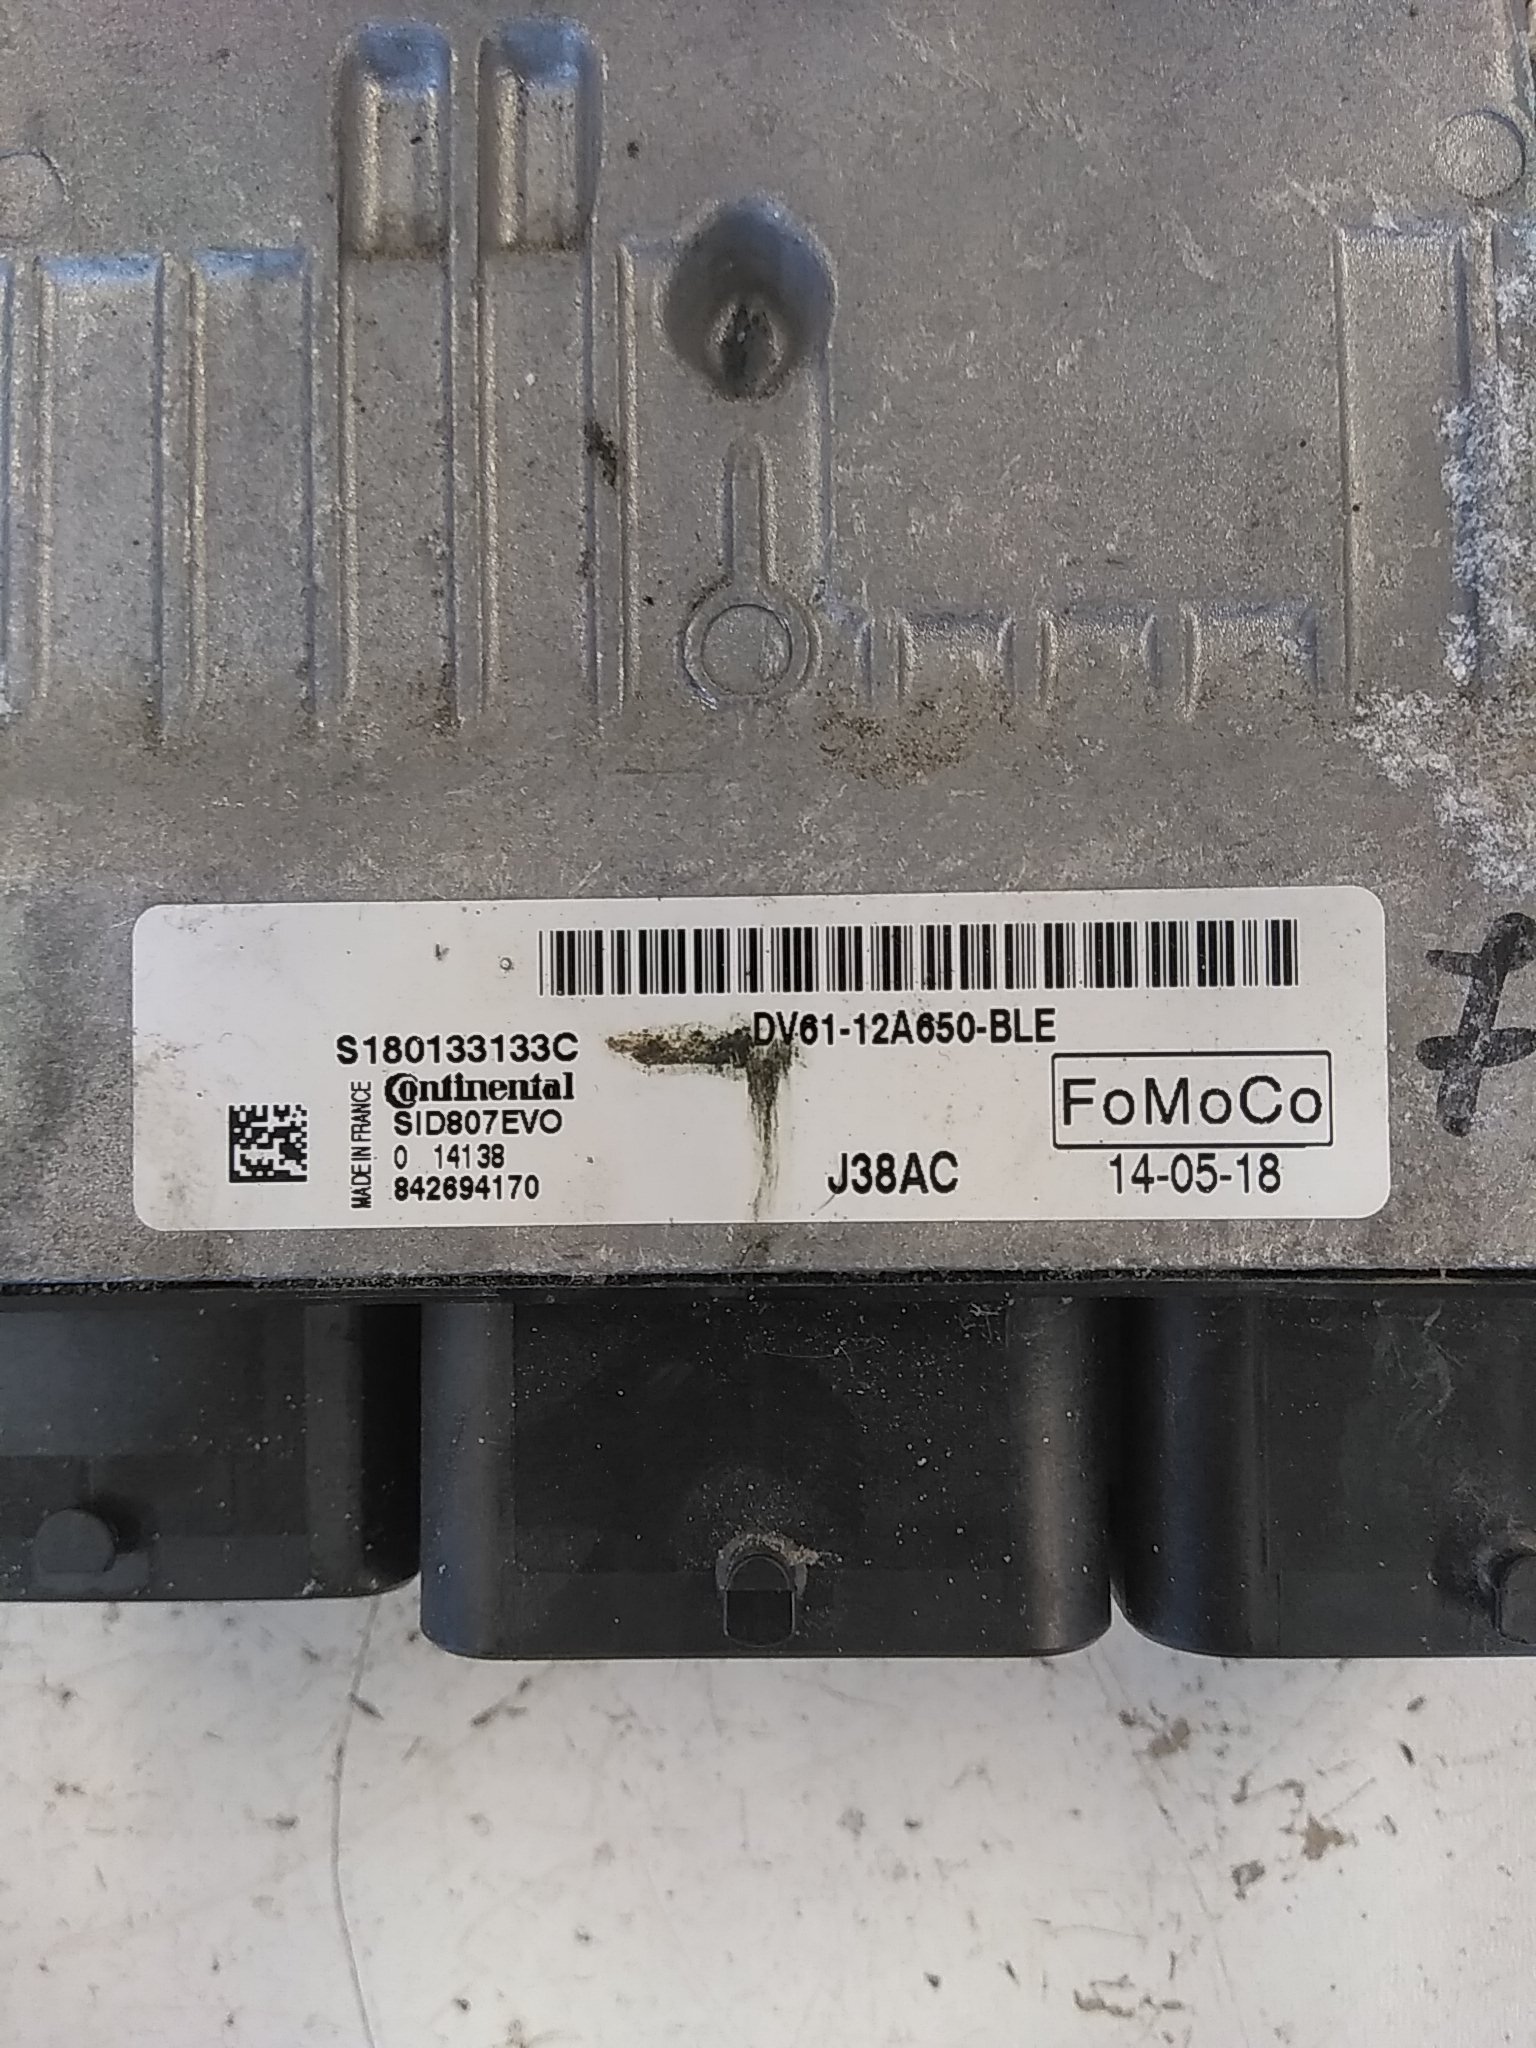 DV61-12A650-BLE
S180133133C
Continental
FoMoCo
SID807EVO
MADE IN FRANCE
0 14138
J38AC
14-05-18
842694170